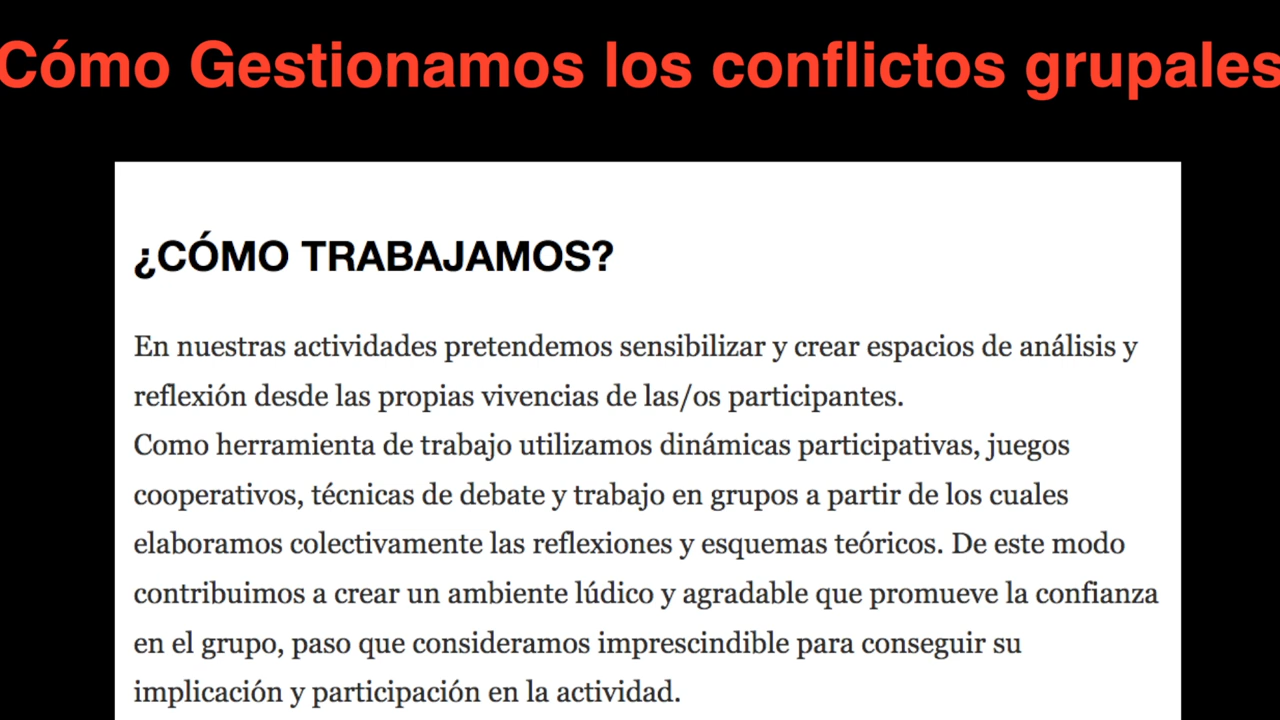 Cómo Gestionamos los conflictos grupales
¿CÓMO TRABAJAMOS?
En nuestras actividades pretendemos sensibilizar y crear espacios de análisis y
reflexión desde las propias vivencias de las/os participantes.
Como herramienta de trabajo utilizamos dinámicas participativas, juegos
cooperativos, técnicas de debate y trabajo en grupos a partir de los cuales
elaboramos colectivamente las reflexiones y esquemas teóricos. De este modo
contribuimos a crear un ambiente lúdico y agradable que promueve la confianza
en el grupo, paso que consideramos imprescindible para conseguir su
implicación y participación en la actividad.